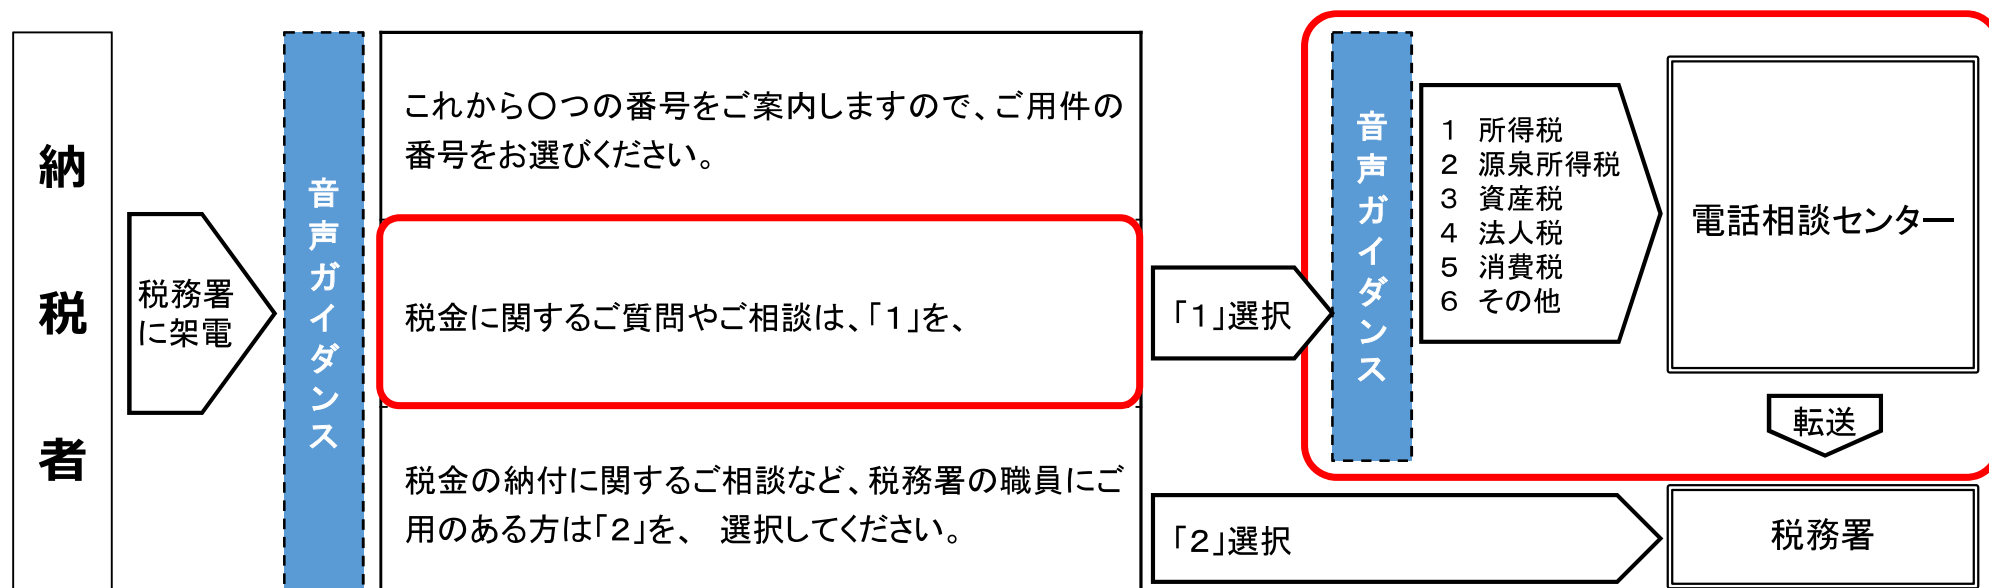 納税者
税務署
に架電
音声ガイダンス
これから〇つの番号をご案内しますので、ご用件の
番号をお選びください。
税金に関するご質問やご相談は、「1」を、
税金の納付に関するご相談など、税務署の職員にご
用のある方は「2」を、　選択してください。
「1」選択
音声ガイダンス
1　所得税
2　源泉所得税
3　資産税
4　法人税
5　消費税
6　その他
電話相談センター
転送
「2」選択
税務署